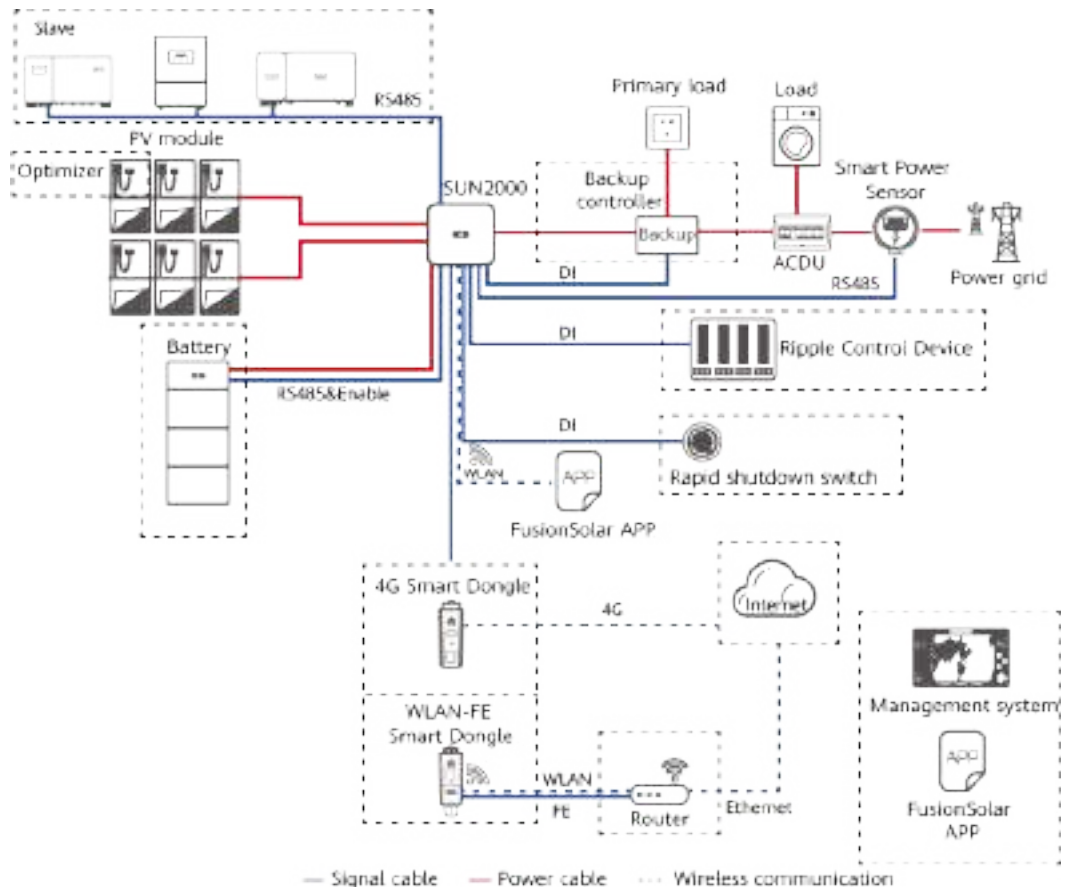 Slave
RS485
PV module
Optimizer
SUN2000
Primary load
Load
Backup
controller
Backup
ACDU
Smart Power
Sensor
Power grid
DI
RS485
DI
Ripple Control Device
Battery
RS485&Enable
DI
Rapid shutdown switch
WLAN
APP
FusionSolar APP
4G Smart Dongle
4G
Internet
WLAN-FE
Smart Dongle
WLAN
FE
Router
Ethernet
Management system
APP
FusionSolar
APP
Signal cable
Power cable
Wireless communication